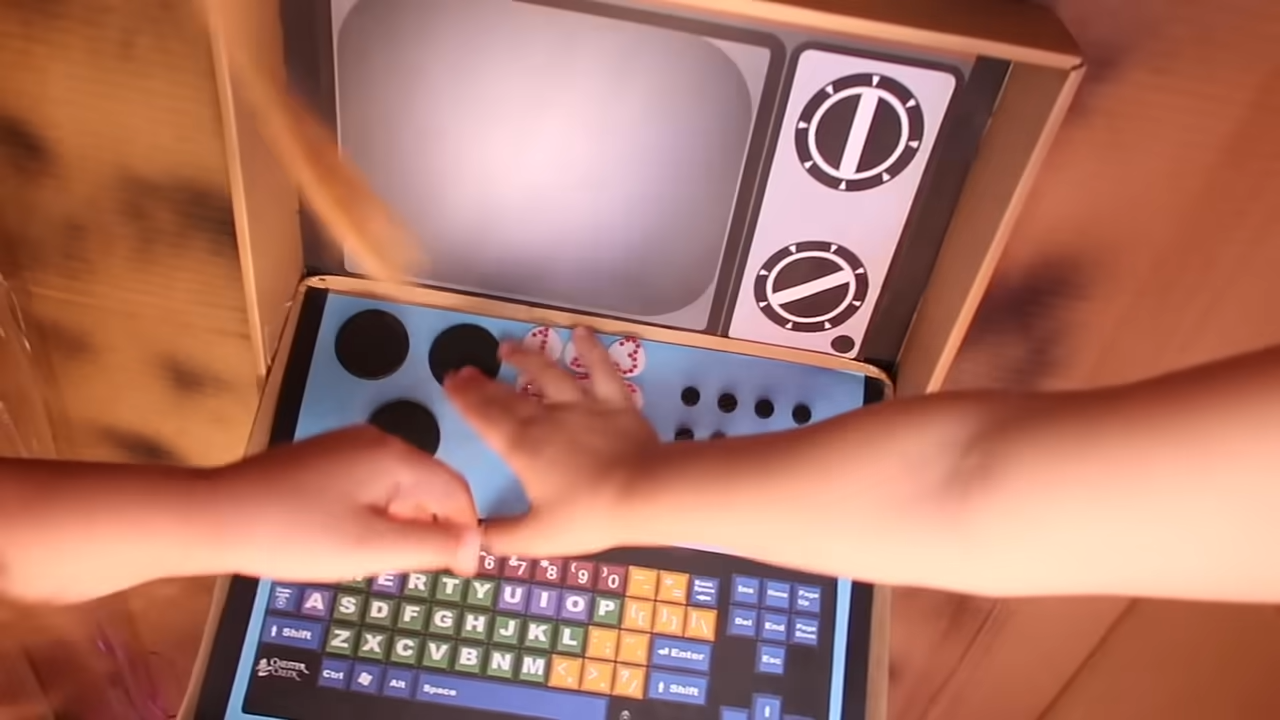 ^6 &7 *8 (9 )0 - = Back Space
Ins Home Page Up
E R T Y U I O P { [ } ] | \
Del End Page Down
A S D F G H J K L : ; Enter
Esc
Shift Z X C V B N M < , > . ? / Shift
CHESTER CREEK
Ctrl Alt Space